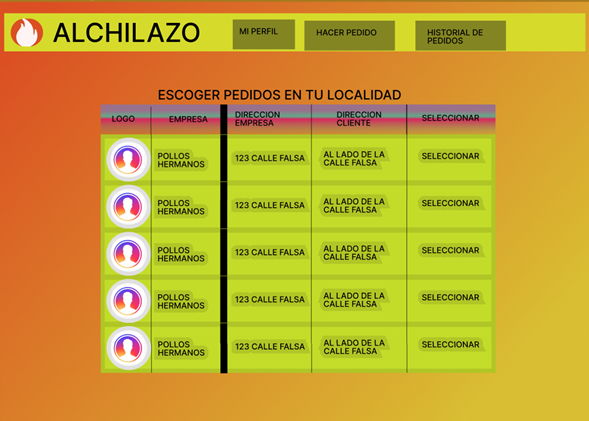 ALCHILAZO
MI PERFIL
HACER PEDIDO
HISTORIAL DE
PEDIDOS
ESCOGER PEDIDOS EN TU LOCALIDAD
LOGO
EMPRESA
DIRECCION
EMPRESA
DIRECCION
CLIENTE
SELECCIONAR
POLLOS
HERMANOS
123 CALLE FALSA
AL LADO DE LA
CALLE FALSA
SELECCIONAR
POLLOS
HERMANOS
123 CALLE FALSA
AL LADO DE LA
CALLE FALSA
SELECCIONAR
POLLOS
HERMANOS
123 CALLE FALSA
AL LADO DE LA
CALLE FALSA
SELECCIONAR
POLLOS
HERMANOS
123 CALLE FALSA
AL LADO DE LA
CALLE FALSA
SELECCIONAR
POLLOS
HERMANOS
123 CALLE FALSA
AL LADO DE LA
CALLE FALSA
SELECCIONAR